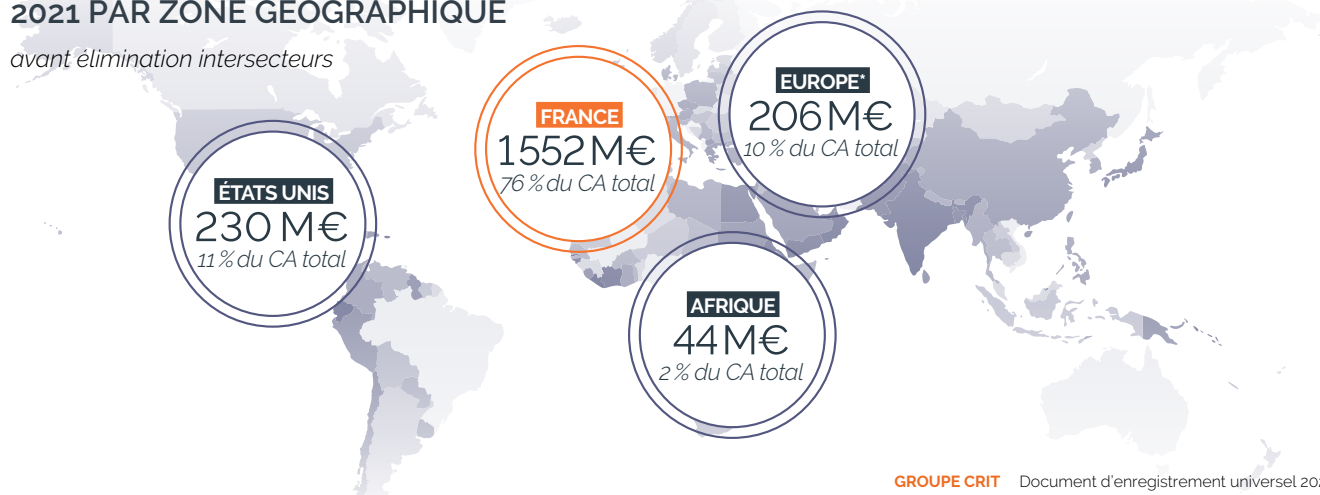 2021 PAR ZONE GÉOGRAPHIQUE
avant élimination intersecteurs
EUROPE*
206 M€
10 % du CA total
FRANCE
1552 M€
76 % du CA total
ÉTATS UNIS
230 M€
11 % du CA total
AFRIQUE
44 M€
2 % du CA total
GROUPE CRIT Document d'enregistrement universel